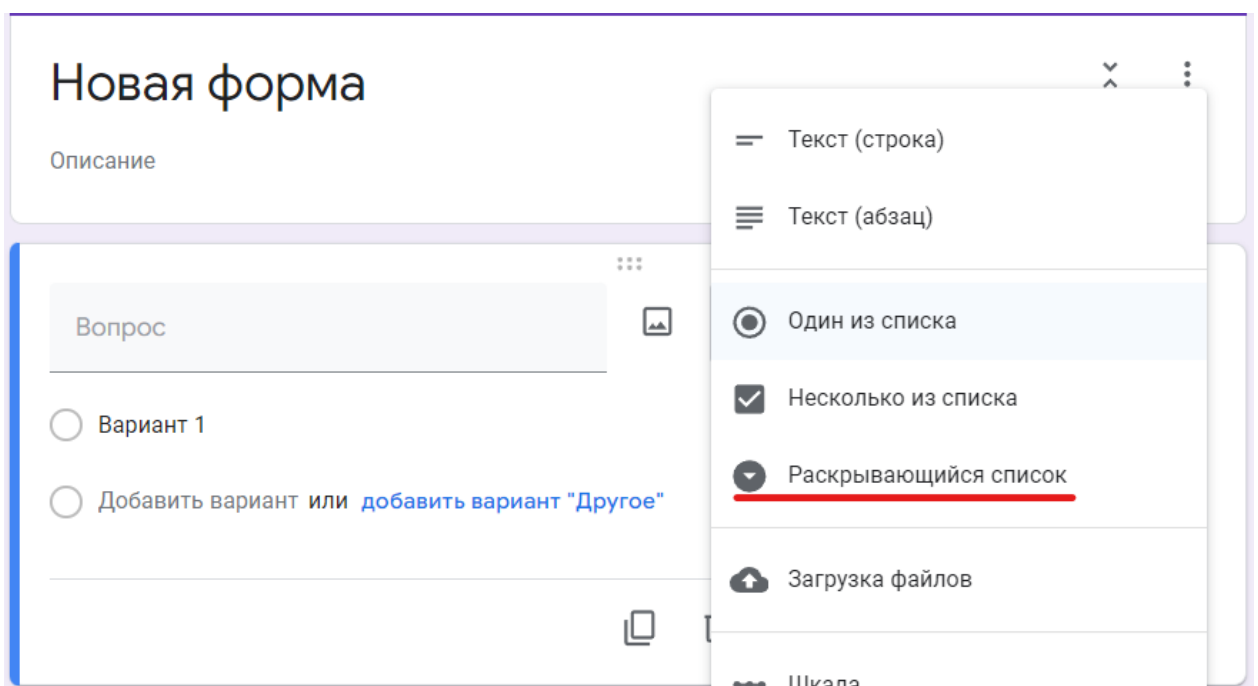 Новая форма
Описание
Текст (строка)
Текст (абзац)
Вопрос
Один из списка
Вариант 1
Несколько из списка
Добавить вариант или добавить вариант "Другое"
Раскрывающийся список
Загрузка файлов
Шкала